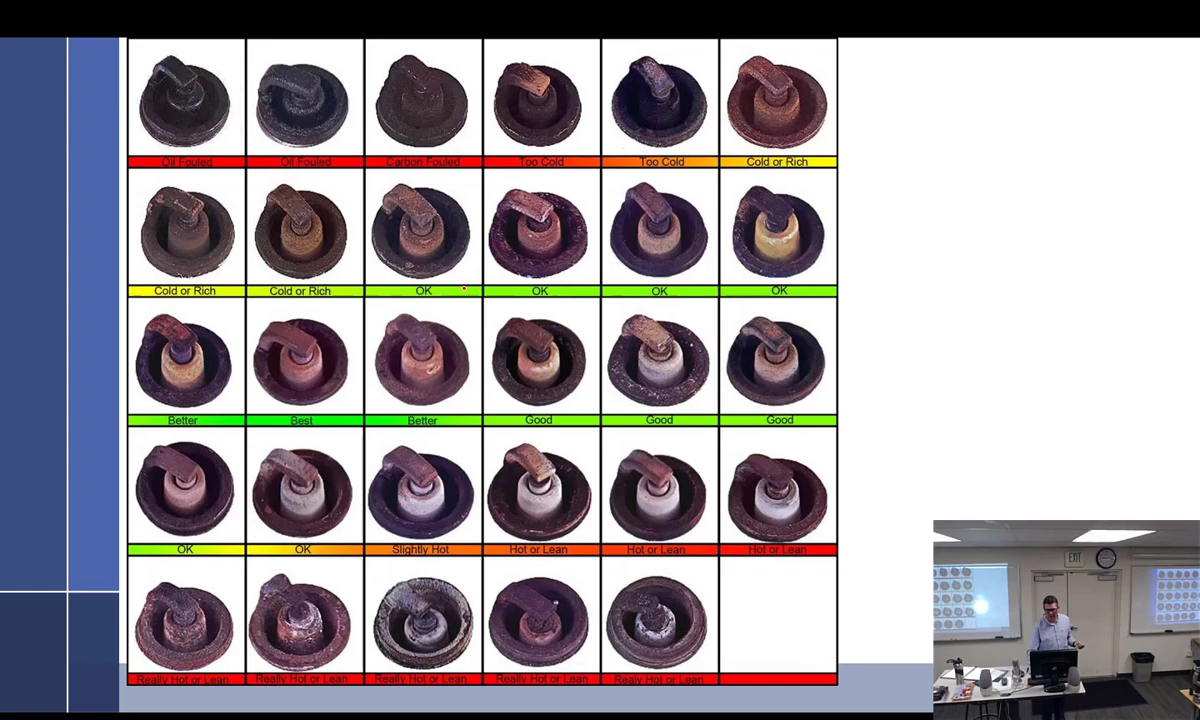 Oil Fouled Oil Fouled Carbon Fouled Too Cold Too Cold Cold or Rich
Cold or Rich Cold or Rich OK OK OK OK
Better Best Better Good Good Good
OK OK Slightly Hot Hot or Lean Hot or Lean Hot or Lean
Really Hot or Lean Really Hot or Lean Really Hot or Lean Really Hot or Lean Realy Hot or Lean
EXIT